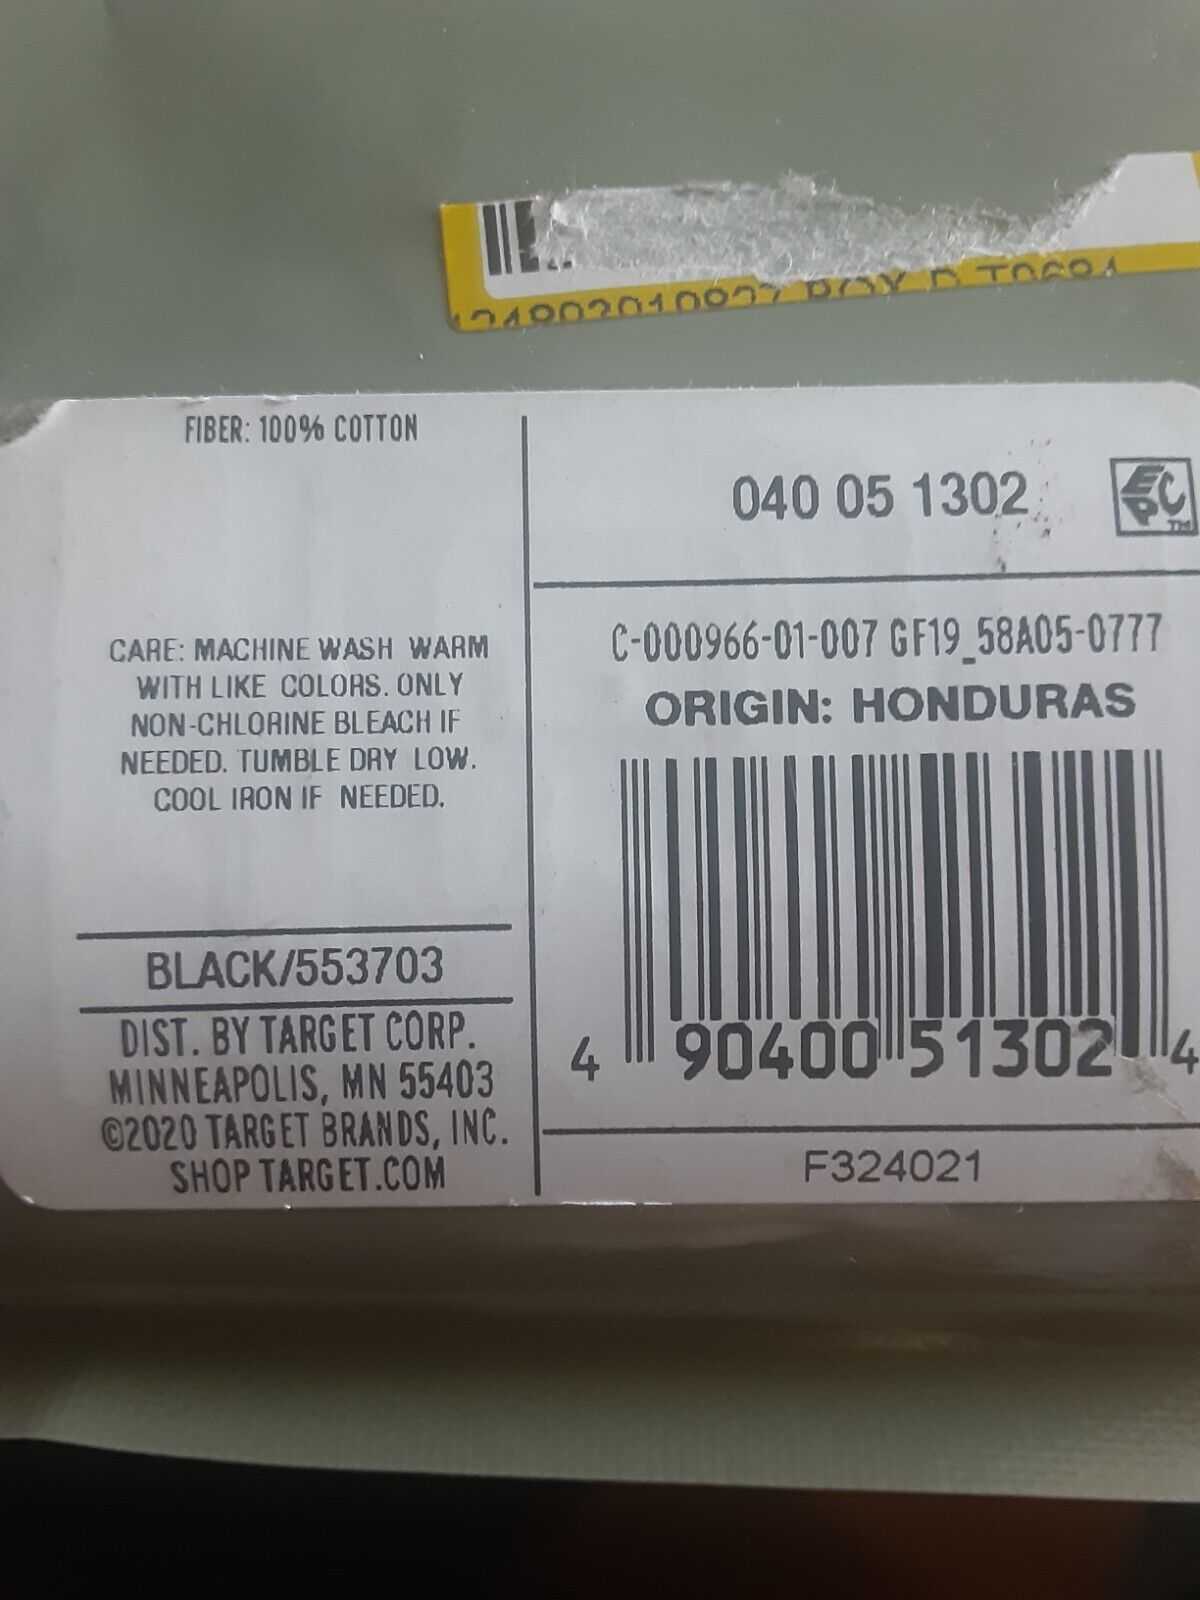 FIBER: 100% COTTON
CARE: MACHINE WASH WARM
WITH LIKE COLORS. ONLY
NON-CHLORINE BLEACH IF
NEEDED. TUMBLE DRY LOW.
COOL IRON IF NEEDED.
BLACK/553703
DIST. BY TARGET CORP.
MINNEAPOLIS, MN 55403
©2020 TARGET BRANDS, INC.
SHOP TARGET.COM
040 05 1302
EPC™
C-000966-01-007 GF19_58A05-0777
ORIGIN: HONDURAS
4 90400 51302 4
F324021